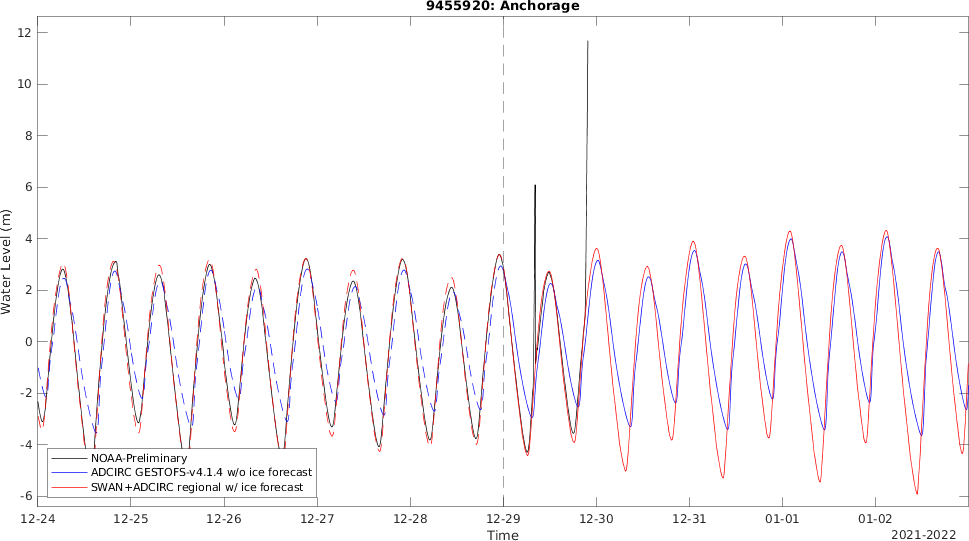 9455920: Anchorage
12
10
8
6
4
2
0
-2
-4
-6
Water Level (m)
NOAA-Preliminary
ADCIRC GESTOFS-v4.1.4 w/o ice forecast
SWAN+ADCIRC regional w/ ice forecast
12-24 12-25 12-26 12-27 12-28 12-29 12-30 12-31 01-01 01-02
Time
2021-2022